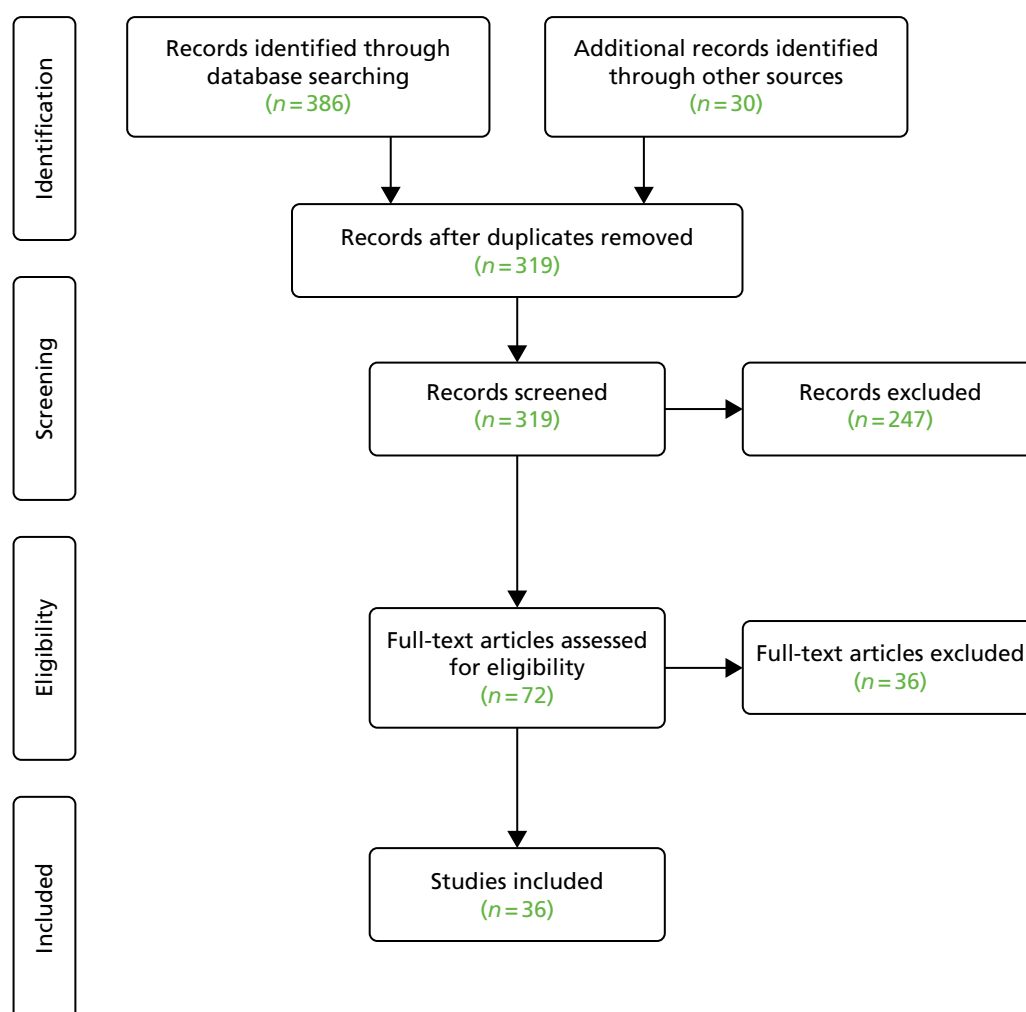 Identification
Records identified through
database searching
(n=386)
Additional records identified
through other sources
(n=30)
Records after duplicates removed
(n=319)
Screening
Records screened
(n=319)
Records excluded
(n=247)
Eligibility
Full-text articles assessed
for eligibility
(n=72)
Full-text articles excluded
(n=36)
Included
Studies included
(n=36)